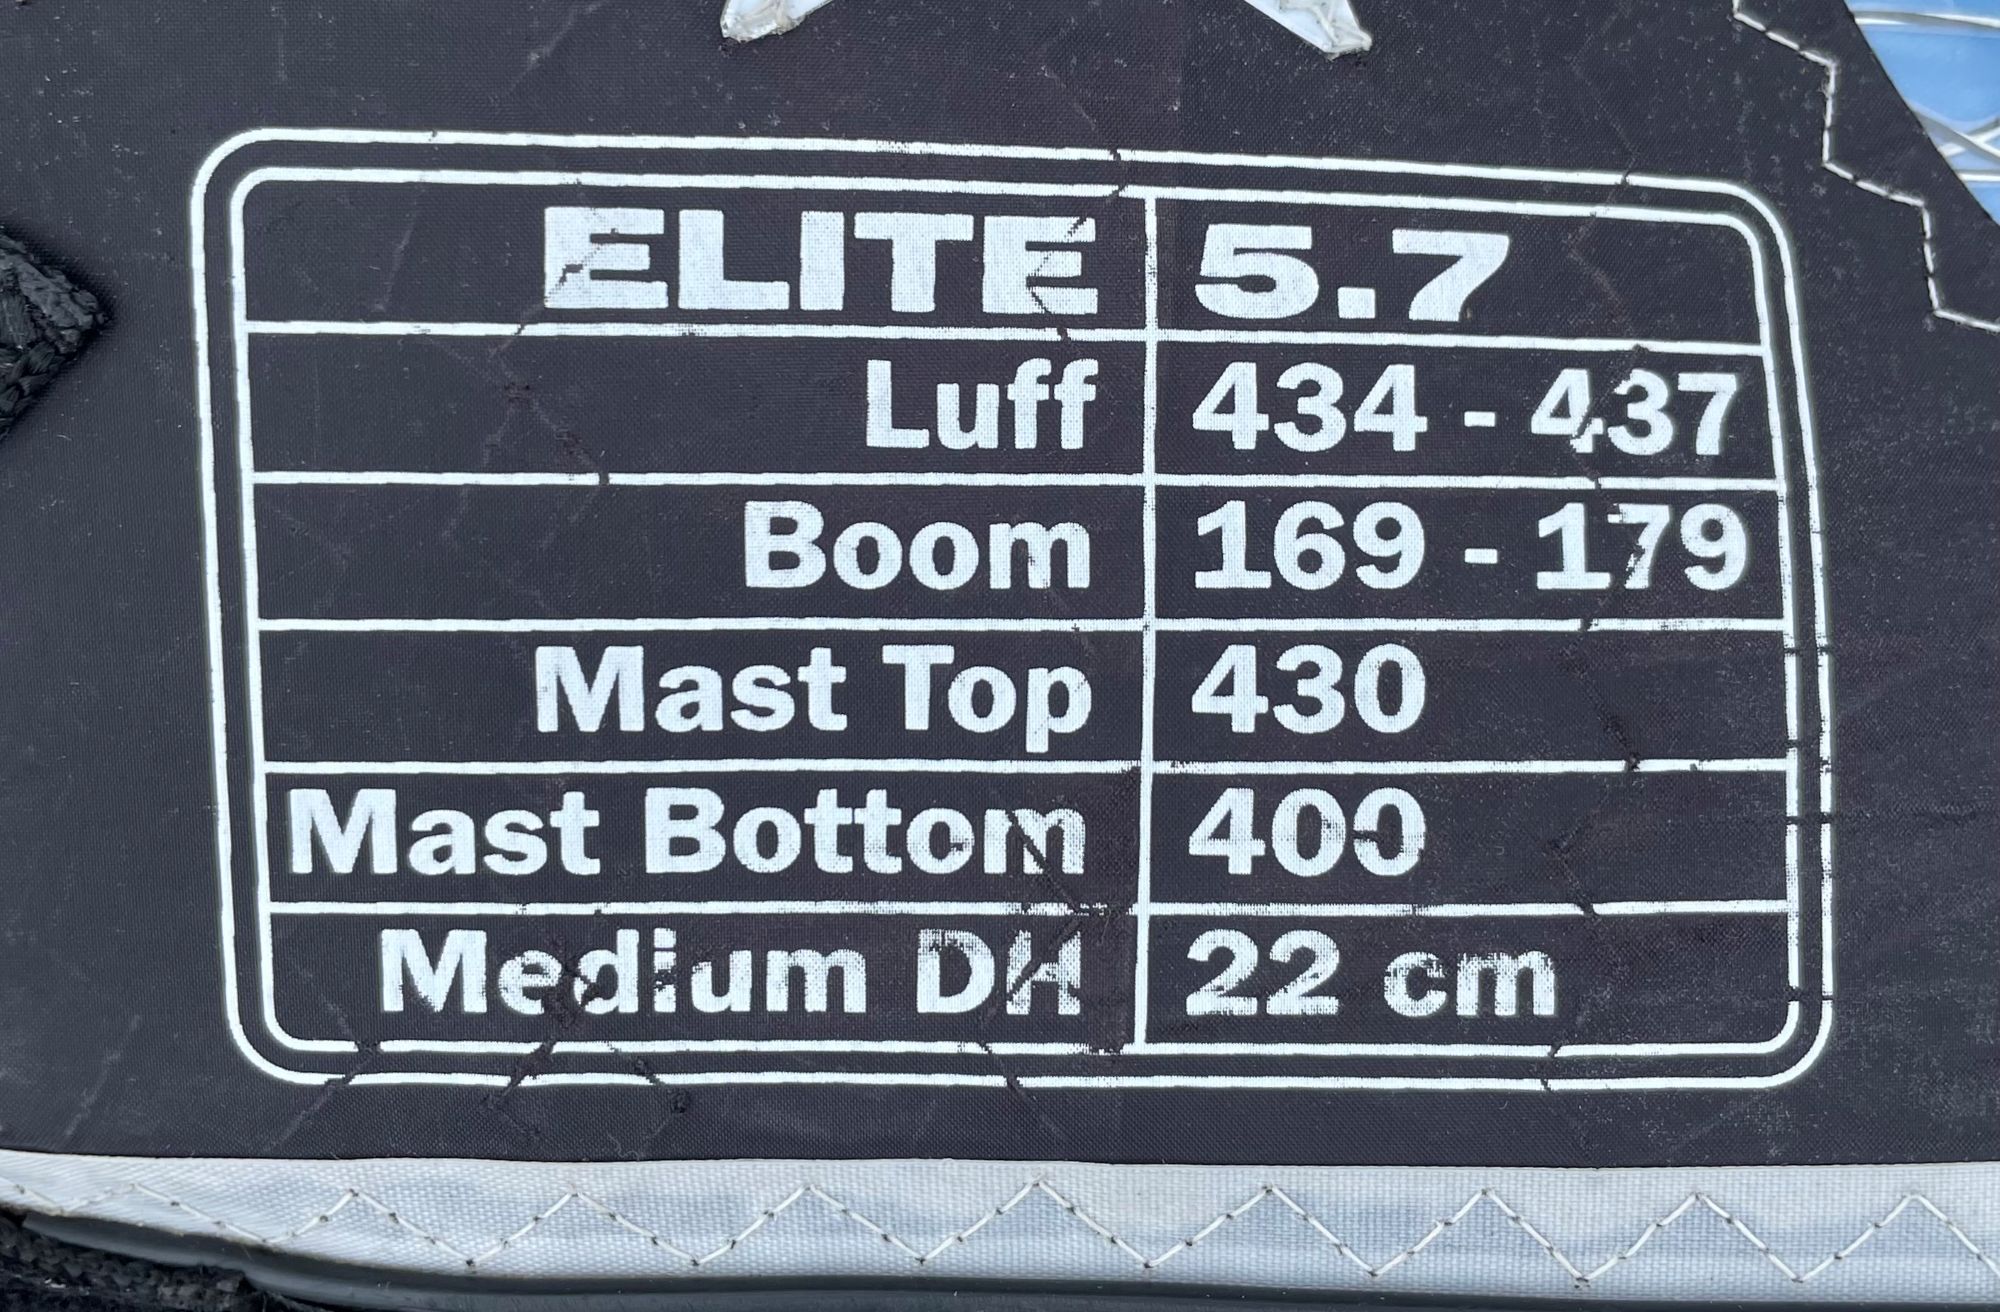 ELITE 5.7
Luff 434 - 437
Boom 169 - 179
Mast Top 430
Mast Bottom 400
Medium DH 22 cm